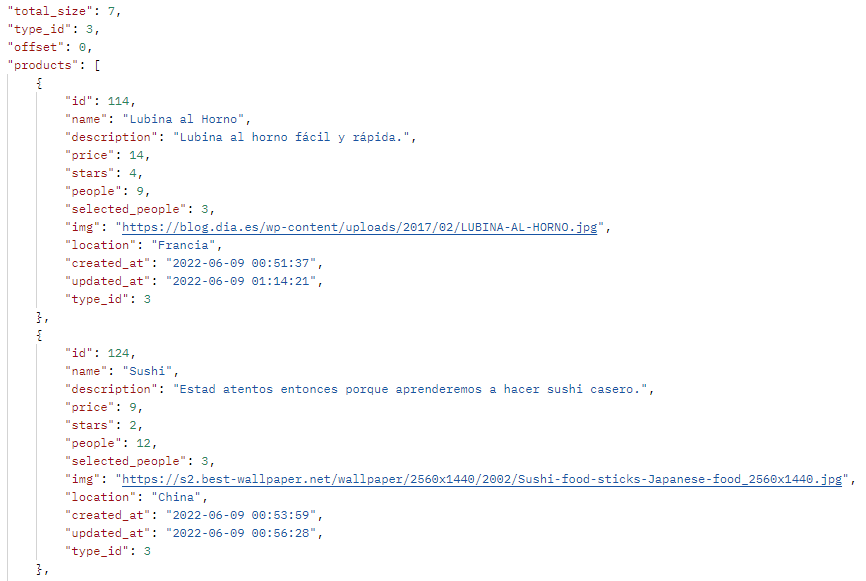 "total_size": 7,
"type_id": 3,
"offset": 0,
"products": [
{
"id": 114,
"name": "Lubina al Horno",
"description": "Lubina al horno fácil y rápida.",
"price": 14,
"stars": 4,
"people": 9,
"selected_people": 3,
"img": "https://blog.dia.es/wp-content/uploads/2017/02/LUBINA-AL-HORNO.jpg",
"location": "Francia",
"created_at": "2022-06-09 00:51:37",
"updated_at": "2022-06-09 01:14:21",
"type_id": 3
},
{
"id": 124,
"name": "Sushi",
"description": "Estad atentos entonces porque aprenderemos a hacer sushi casero.",
"price": 9,
"stars": 2,
"people": 12,
"selected_people": 3,
"img": "https://s2.best-wallpaper.net/wallpaper/2560x1440/2002/Sushi-food-sticks-Japanese-food_2560x1440.jpg",
"location": "China",
"created_at": "2022-06-09 00:53:59",
"updated_at": "2022-06-09 00:56:28",
"type_id": 3
},